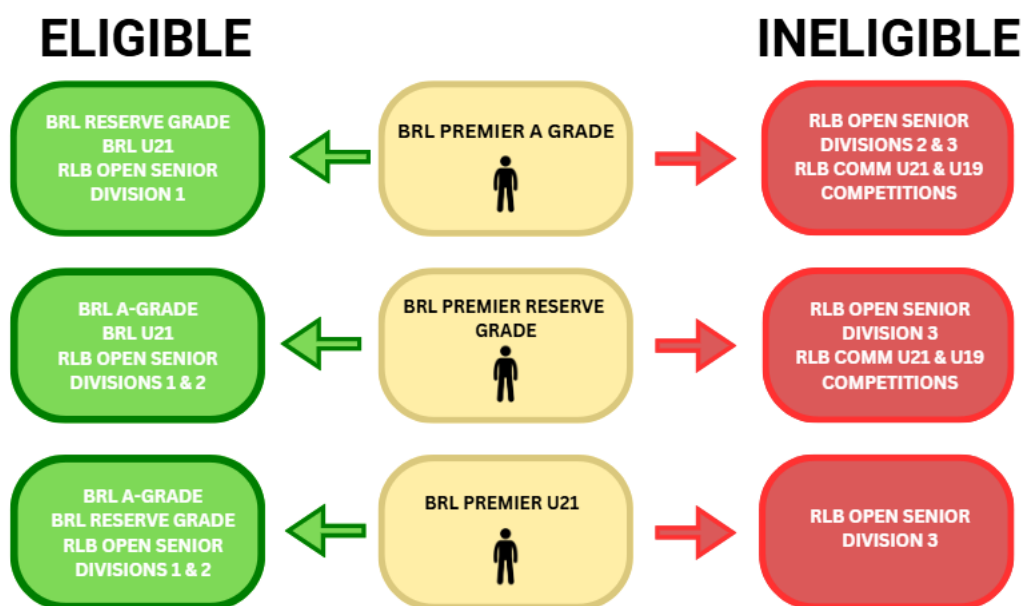 ELIGIBLE
INELIGIBLE
BRL RESERVE GRADE
BRL U21
RLB OPEN SENIOR
DIVISION 1
BRL PREMIER A GRADE
RLB OPEN SENIOR
DIVISIONS 2 & 3
RLB COMM U21 & U19
COMPETITIONS
BRL A-GRADE
BRL U21
RLB OPEN SENIOR
DIVISIONS 1 & 2
BRL PREMIER RESERVE
GRADE
RLB OPEN SENIOR
DIVISION 3
RLB COMM U21 & U19
COMPETITIONS
BRL A-GRADE
BRL RESERVE GRADE
RLB OPEN SENIOR
DIVISIONS 1 & 2
BRL PREMIER U21
RLB OPEN SENIOR
DIVISION 3